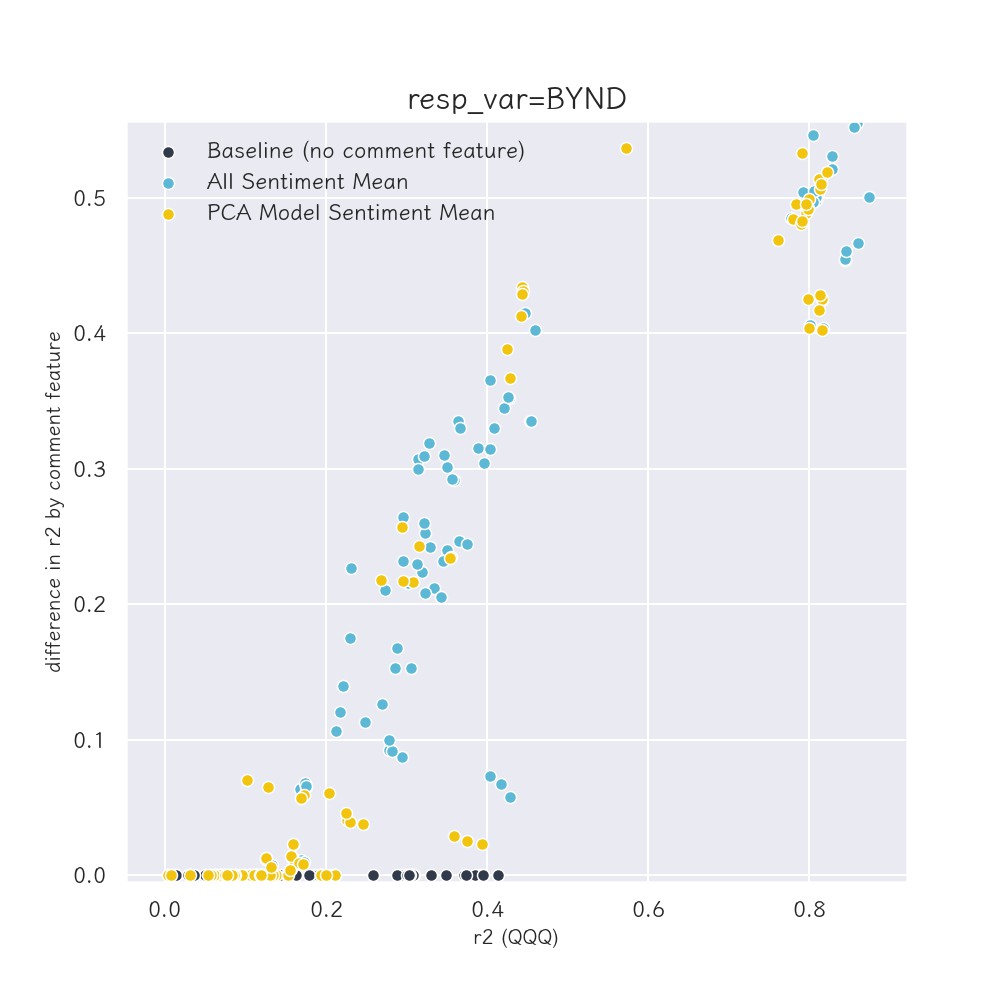 resp_var=BYND
Baseline (no comment feature)
All Sentiment Mean
PCA Model Sentiment Mean
difference in r2 by comment feature
0.5
0.4
0.3
0.2
0.1
0.0
0.0 0.2 0.4 0.6 0.8
r2 (QQQ)